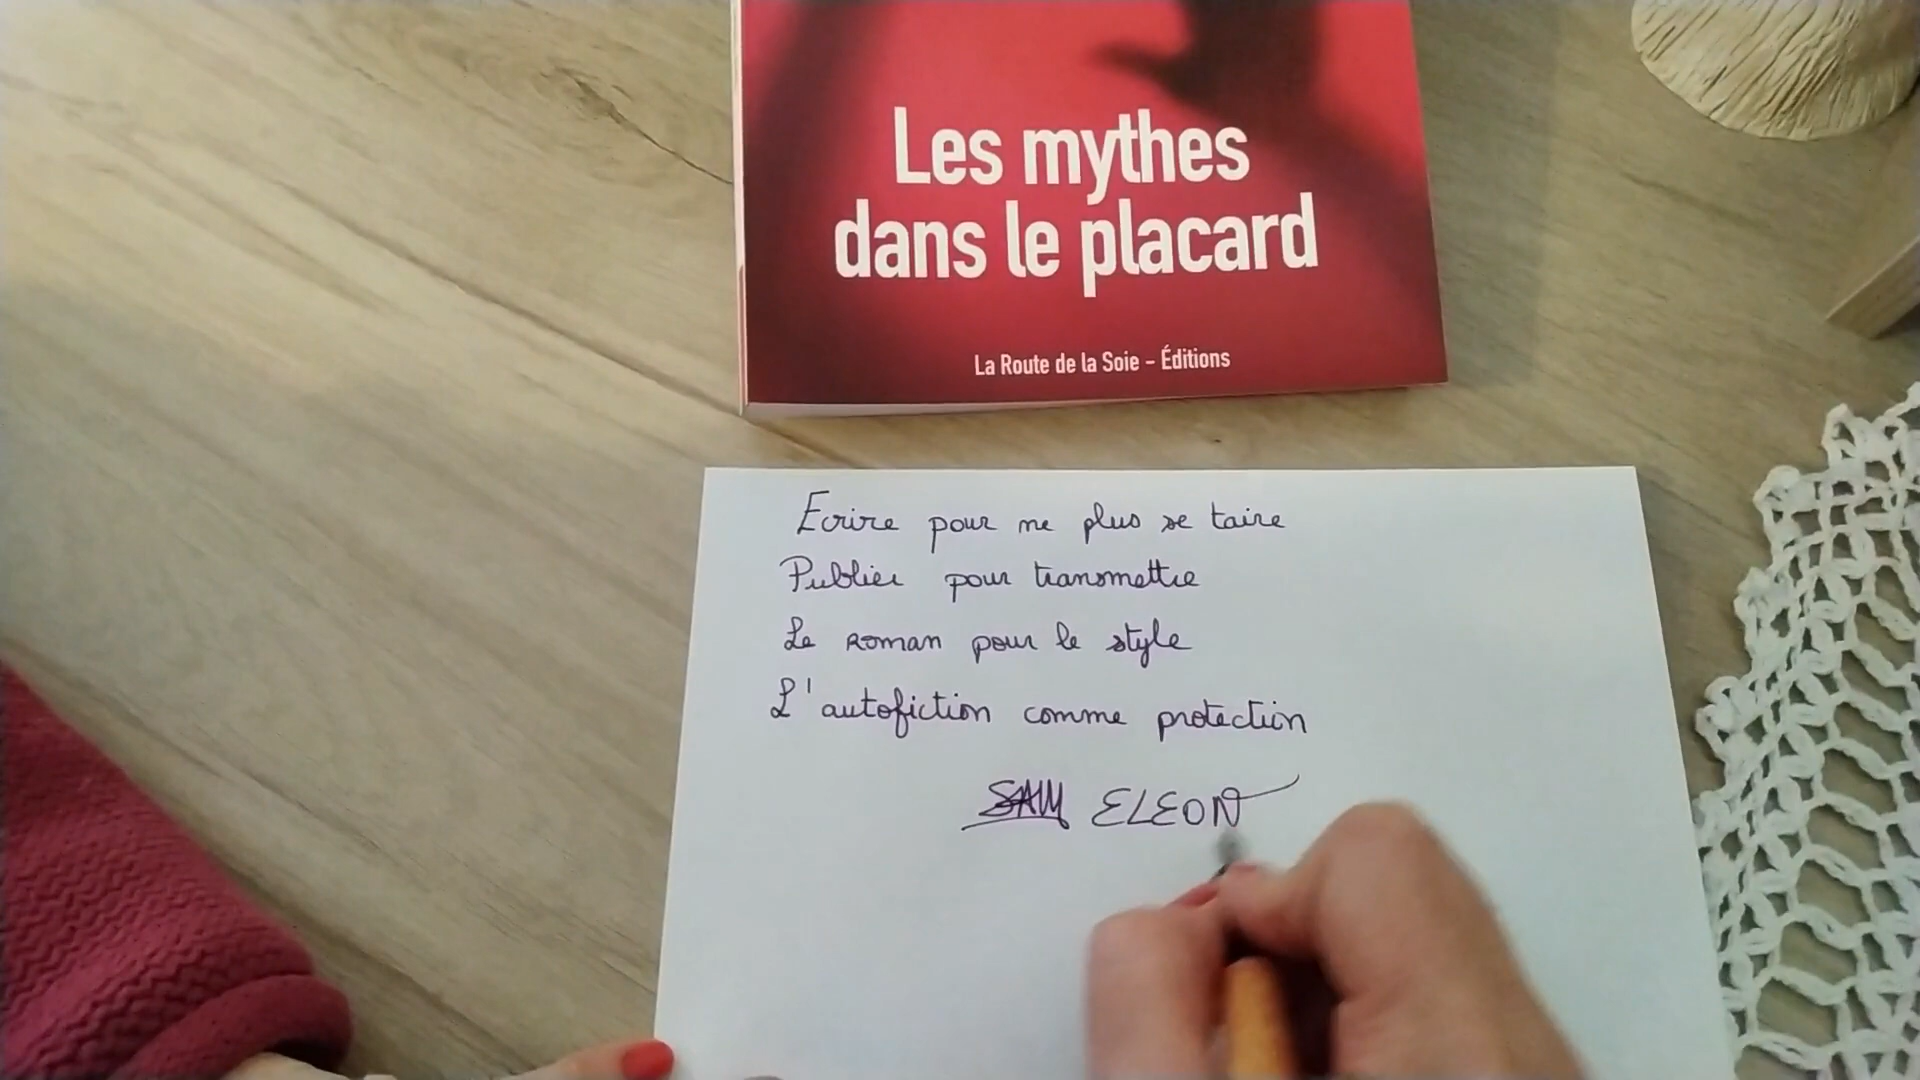 Les mythes
dans le placard
La Route de la Soie – Éditions
Ecrire pour ne plus se taire
Publier pour transmettre
Le roman pour le style
L'autofiction comme protection
SAM ELEON